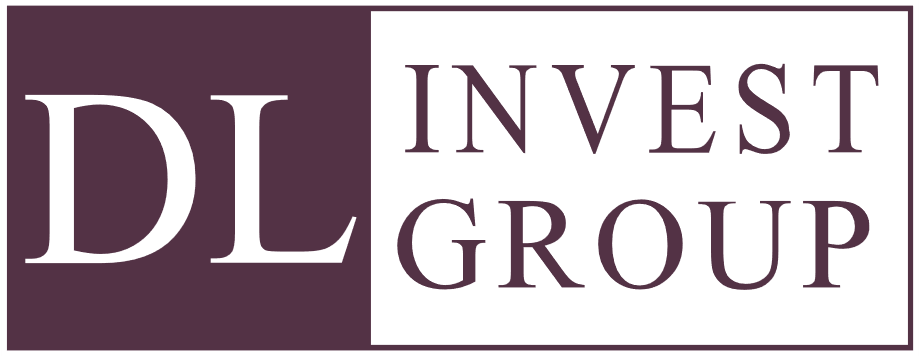 DL
INVEST
GROUP